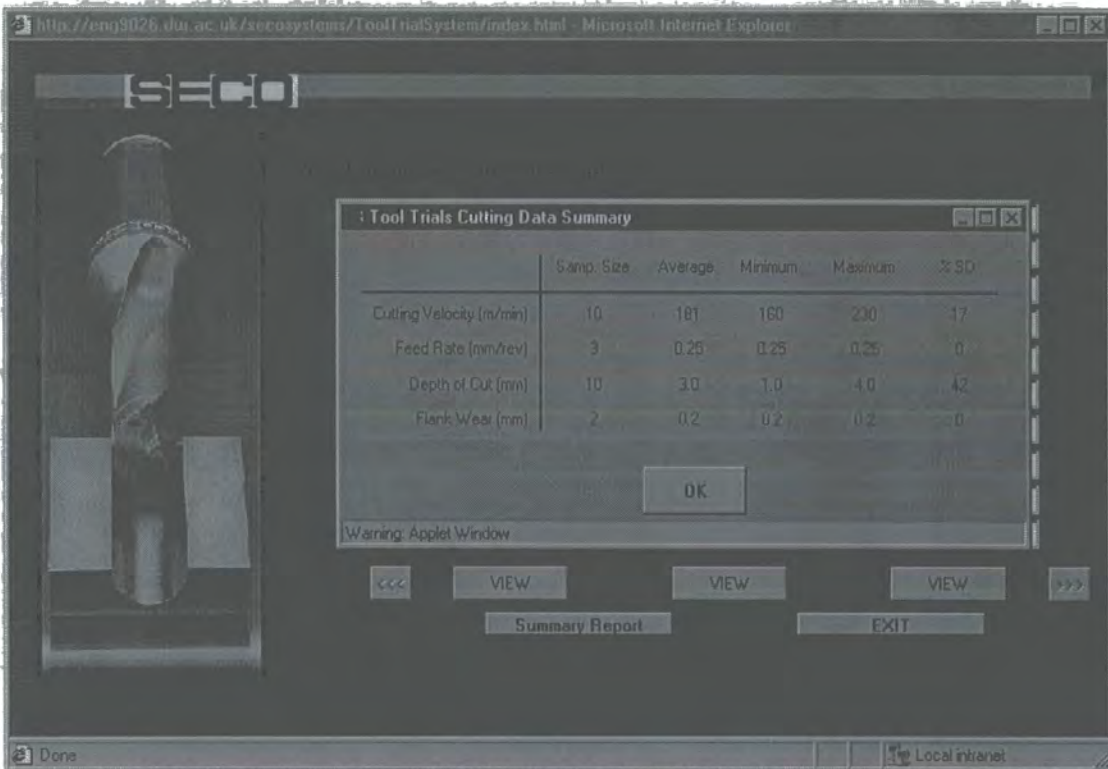 http://eng9026.dur.ac.uk/secosystems/ToolTrialSystem/index.html - Microsoft Internet Explorer
SECO
: Tool Trials Cutting Data Summary
Samp. Size Average Minimum Maximum % SD
Cutting Velocity (m/min) 10 181 160 230 17
Feed Rate (mm/rev) 3 0.25 0.25 0.25 0
Depth of Cut (mm) 10 3.0 1.0 4.0 42
Flank Wear (mm) 2 0.2 0.2 0.2 0
OK
Warning: Applet Window
<<< VIEW VIEW VIEW >>>
Summary Report EXIT
Done Local intranet